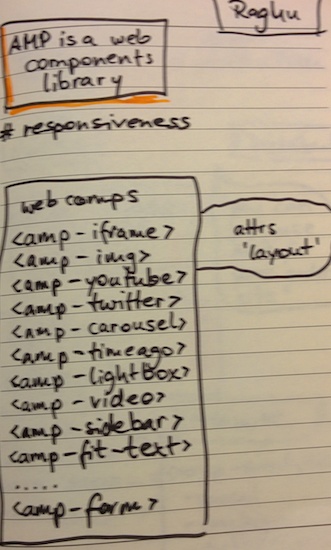 Raghu
AMP is a web
components
library
# responsiveness
web comps
<amp-iframe>
<amp-img>
<amp-youtube>
<amp-twitter>
<amp-carousel>
<amp-timeago>
<amp-lightbox>
<amp-video>
<amp-sidebar>
<amp-fit-text>
.....
<amp-form>
attrs
'layout'